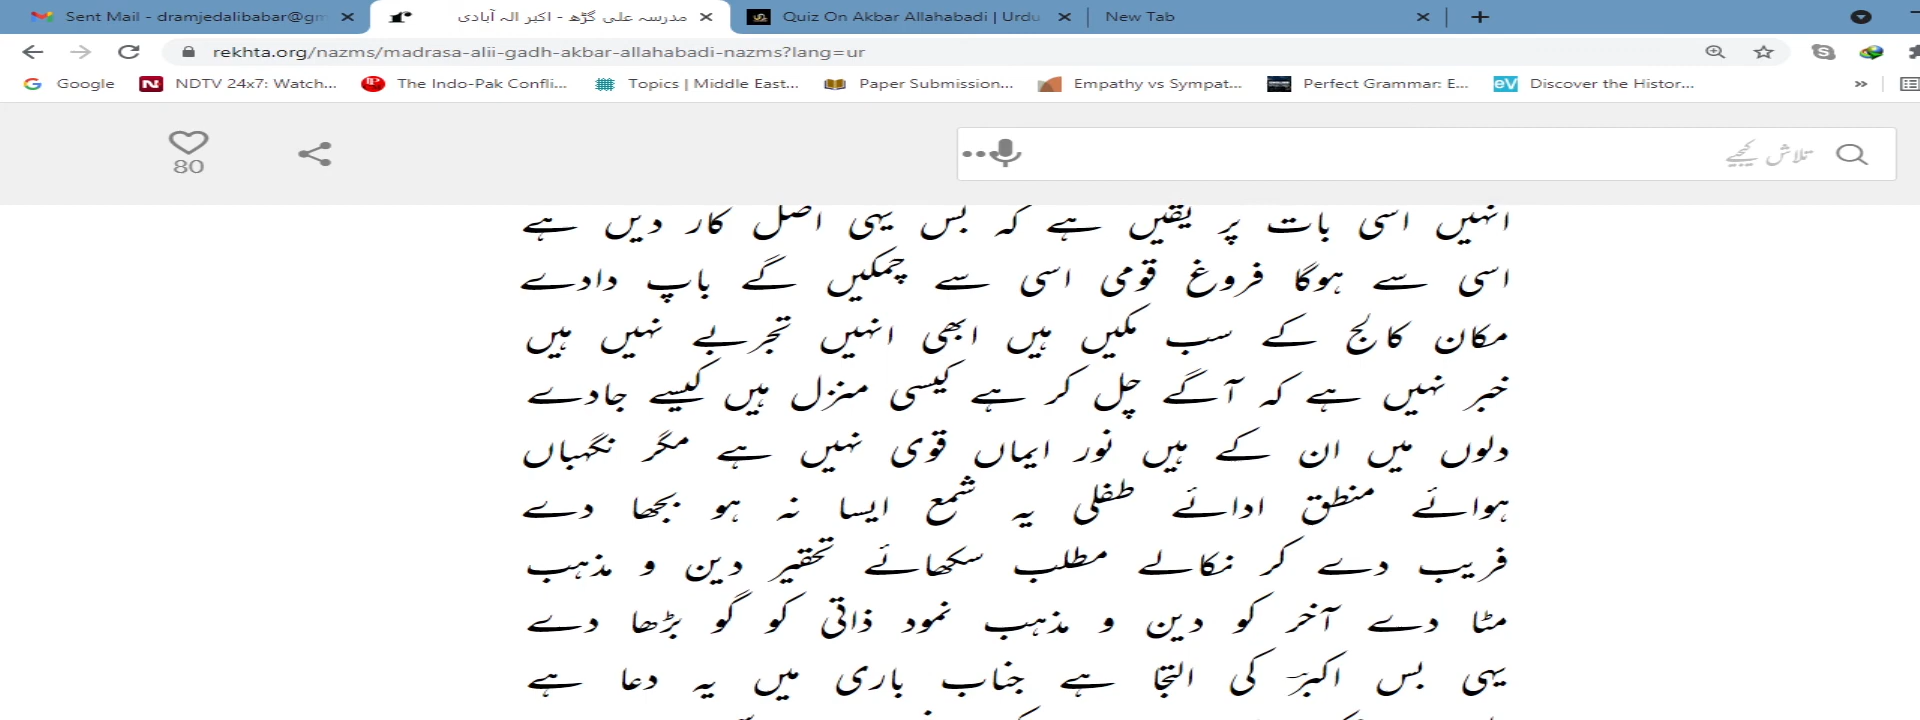 Sent Mail - dramjedalibabar@gm
مدرسہ علی گڑھ - اکبر الہ آبادی
Quiz On Akbar Allahabadi | Urdu
New Tab
rekhta.org/nazms/madrasa-alii-gadh-akbar-allahabadi-nazms?lang=ur
Google
NDTV 24x7: Watch...
The Indo-Pak Confli...
Topics | Middle East...
Paper Submission...
Empathy vs Sympat...
Perfect Grammar: E...
Discover the Histor...
80
تلاش کیجیے
انہیں اسی بات پر یقیں ہے کہ بس یہی اصل کار دیں ہے
اسی سے ہوگا فروغ قومی اسی سے چمکیں گے باپ دادے
مکان کالج کے سب مکیں ہیں ابھی انہیں تجربے نہیں ہیں
خبر نہیں ہے کہ آگے چل کر ہے کیسی منزل ہیں کیسے جادے
دلوں میں ان کے ہیں نور ایماں قوی نہیں ہے مگر نگہباں
ہوائے منطق ادائے طفلی یہ شمع ایسا نہ ہو بجھا دے
فریب دے کر نکالے مطلب سکھائے تحقیر دین و مذہب
مٹا دے آخر کو دین و مذہب نمود ذاتی کو گو بڑھا دے
یہی بس اکبرؔ کی التجا ہے جناب باری میں یہ دعا ہے